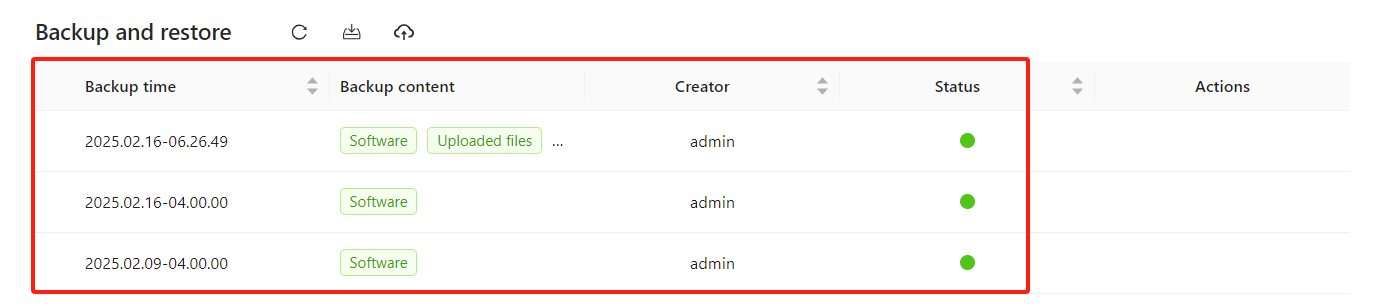 Backup and restore
Backup time Backup content Creator Status Actions
2025.02.16-06.26.49 Software Uploaded files ... admin
2025.02.16-04.00.00 Software admin
2025.02.09-04.00.00 Software admin